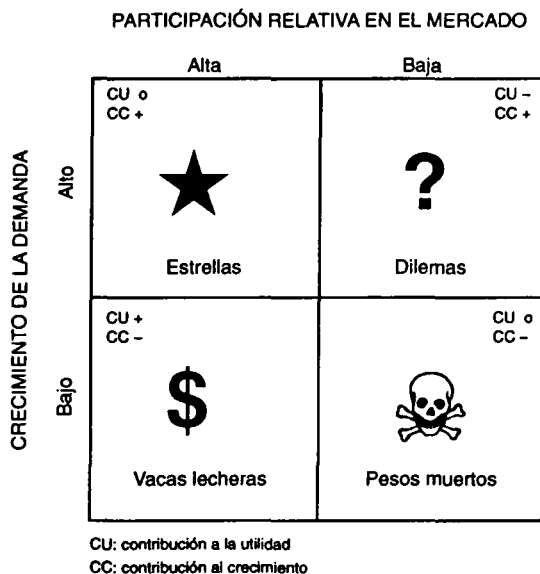 PARTICIPACIÓN RELATIVA EN EL MERCADO
Alta
Baja
CRECIMIENTO DE LA DEMANDA
Alto
CU o
CC +
Estrellas
CU –
CC +
?
Dilemas
Bajo
CU +
CC –
$
Vacas lecheras
CU o
CC –
Pesos muertos
CU: contribución a la utilidad
CC: contribución al crecimiento